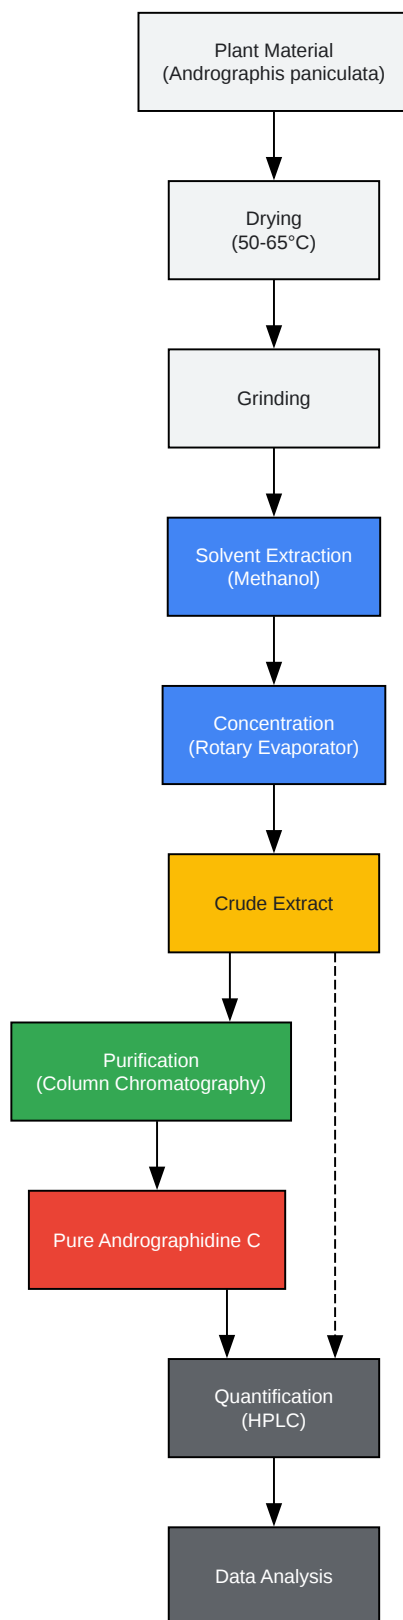 Plant Material
(Andrographis paniculata)
Drying
(50-65°C)
Grinding
Solvent Extraction
(Methanol)
Concentration
(Rotary Evaporator)
Crude Extract
Purification
(Column Chromatography)
Pure Andrographidine C
Quantification
(HPLC)
Data Analysis